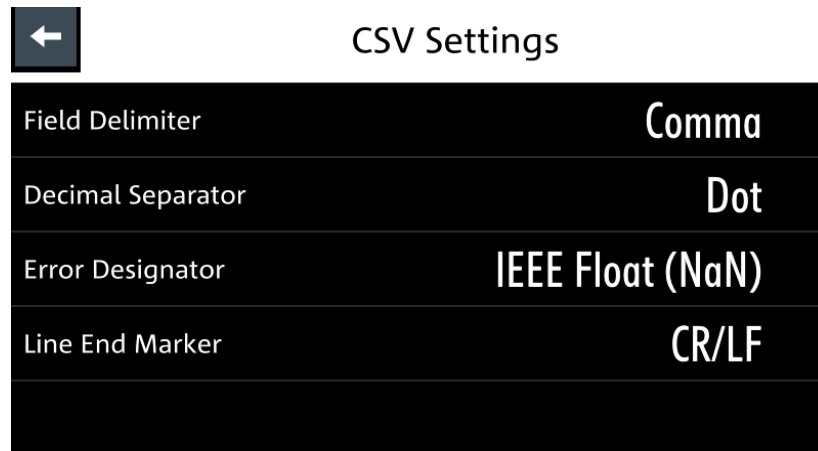 CSV Settings
Field Delimiter Comma
Decimal Separator Dot
Error Designator IEEE Float (NaN)
Line End Marker CR/LF